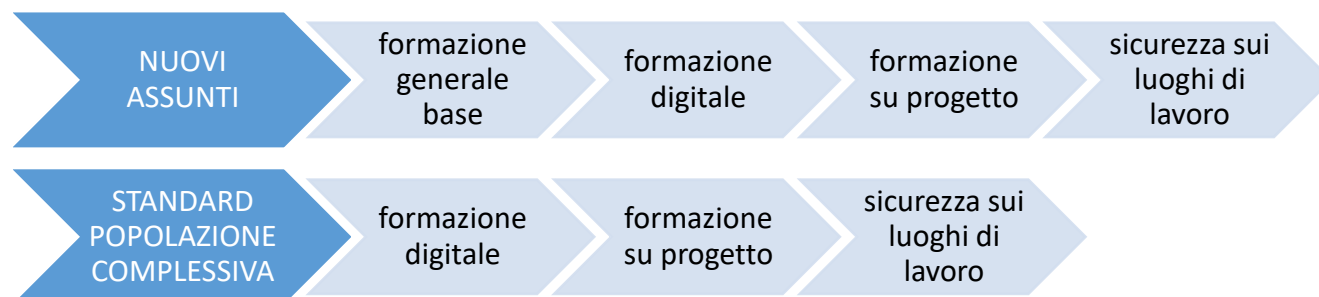 NUOVI
ASSUNTI
formazione
generale
base
formazione
digitale
formazione
su progetto
sicurezza sui
luoghi di
lavoro
STANDARD
POPOLAZIONE
COMPLESSIVA
formazione
digitale
formazione
su progetto
sicurezza sui
luoghi di
lavoro